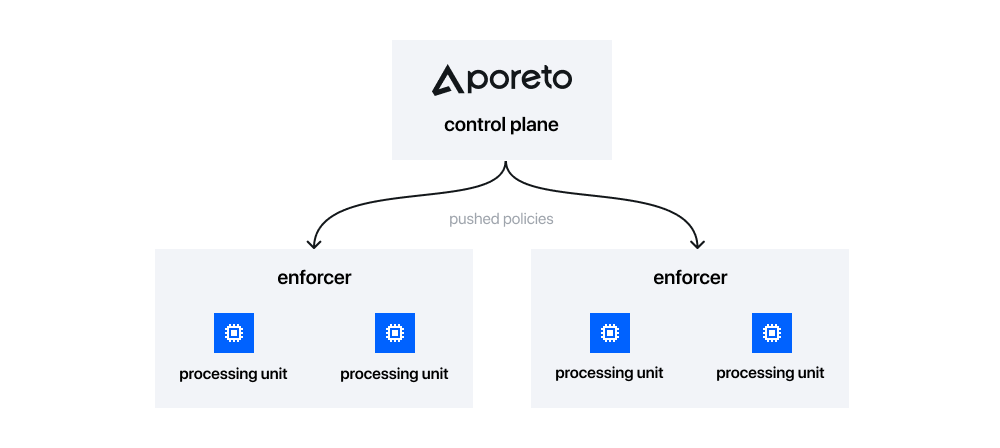 Aporeto
control plane
pushed policies
enforcer
enforcer
processing unit
processing unit
processing unit
processing unit